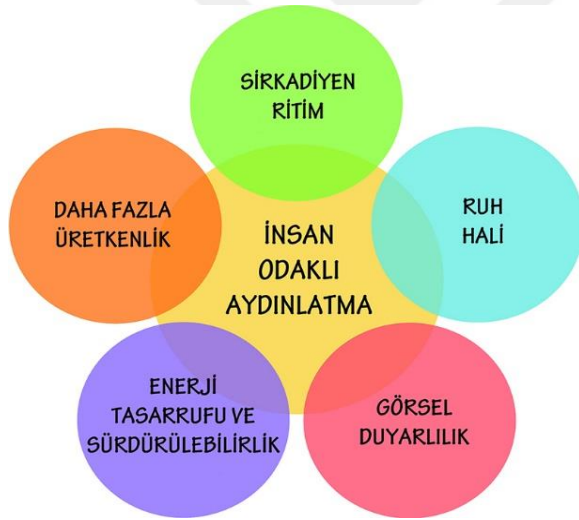 SİRKADİYEN
RİTİM
DAHA FAZLA
ÜRETKENLİK
RUH
HALİ
İNSAN
ODAKLI
AYDINLATMA
ENERJİ
TASARRUFU VE
SÜRDÜRÜLEBİLİRLİK
GÖRSEL
DUYARLILIK